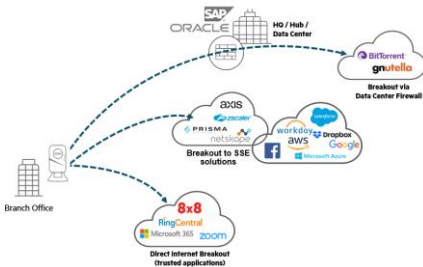 SAP
ORACLE
HQ / Hub /
Data Center
BitTorrent
gnutella
Breakout via
Data Center Firewall
axis
zscaler
PRISMA
netskope
Breakout to SSE
solutions
salesforce
workday
Dropbox
aws
Google
Microsoft Azure
Branch Office
8x8
RingCentral
Microsoft 365
zoom
Direct Internet Breakout
(trusted applications)